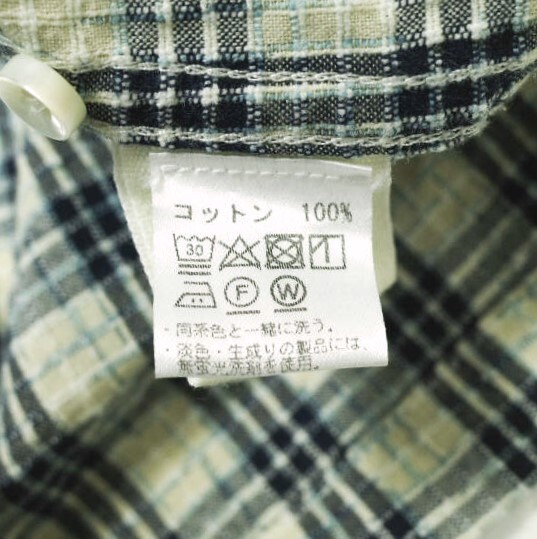 コットン 100%
30
F W
・同茶色と一緒に洗う。
・淡色・生成りの製品には、
無蛍光洗剤を使用。